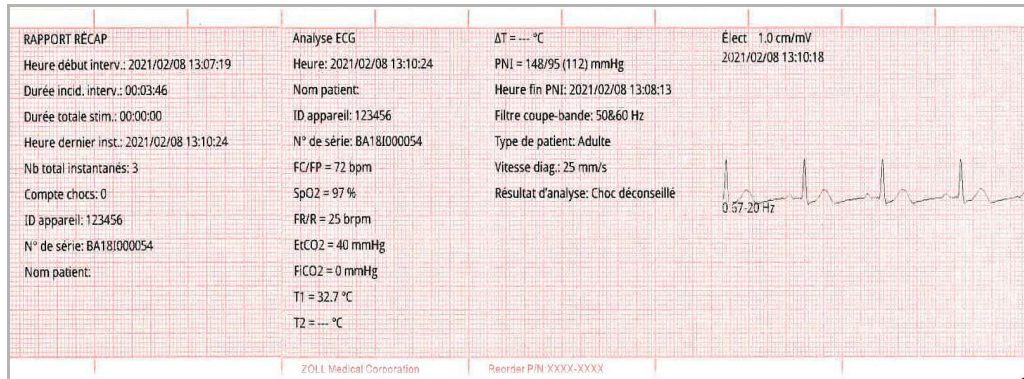 RAPPORT RÉCAP
Heure début interv.: 2021/02/08 13:07:19
Durée incid. interv.: 00:03:46
Durée totale stim.: 00:00:00
Heure dernier inst.: 2021/02/08 13:10:24
Nb total instantanés: 3
Compte chocs: 0
ID appareil: 123456
N° de série: BA18I000054
Nom patient:
Analyse ECG
Heure: 2021/02/08 13:10:24
Nom patient:
ID appareil: 123456
N° de série: BA18I000054
FC/FP = 72 bpm
SpO2 = 97 %
FR/R = 25 brpm
EtCO2 = 40 mmHg
FiCO2 = 0 mmHg
T1 = 32.7 °C
T2 = --- °C
ΔT = --- °C
PNI = 148/95 (112) mmHg
Heure fin PNI: 2021/02/08 13:08:13
Filtre coupe-bande: 50&60 Hz
Type de patient: Adulte
Vitesse diag.: 25 mm/s
Résultat d'analyse: Choc déconseillé
Élect 1.0 cm/mV
2021/02/08 13:10:18
0.67-20 Hz
ZOLL Medical Corporation
Reorder P/N:XXXX-XXXX